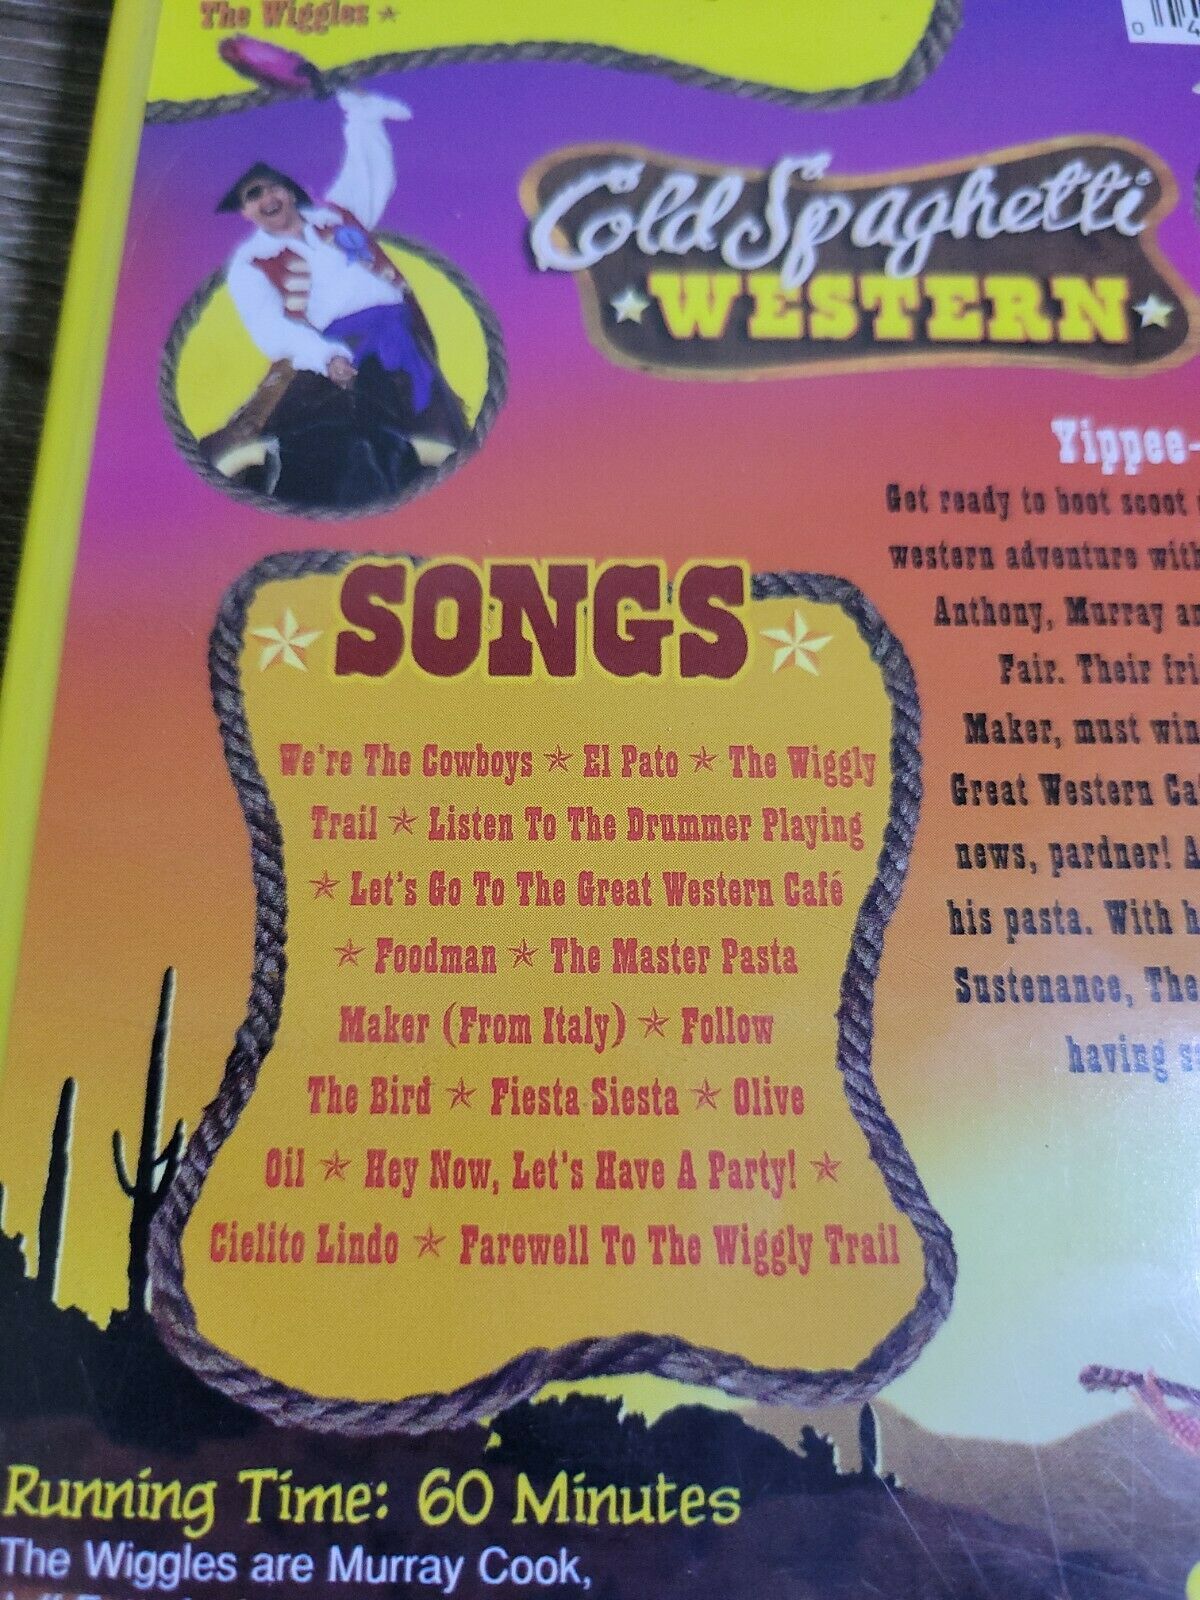 The Wiggles ★
0 4
Cold Spaghetti
★ WESTERN ★
Yippee-
Get ready to boot scoot
western adventure with
Anthony, Murray
Fair. Their
Maker, must win
Great Western
news, pardner!
his pasta. With
Sustenance, The
having
★ SONGS ★
We're The Cowboys ★ El Pato ★ The Wiggly
Trail ★ Listen To The Drummer Playing
★ Let's Go To The Great Western Café
★ Foodman ★ The Master Pasta
Maker (From Italy) ★ Follow
The Bird ★ Fiesta Siesta ★ Olive
Oil ★ Hey Now, Let's Have A Party! ★
Cielito Lindo ★ Farewell To The Wiggly Trail
Running Time: 60 Minutes
The Wiggles are Murray Cook,